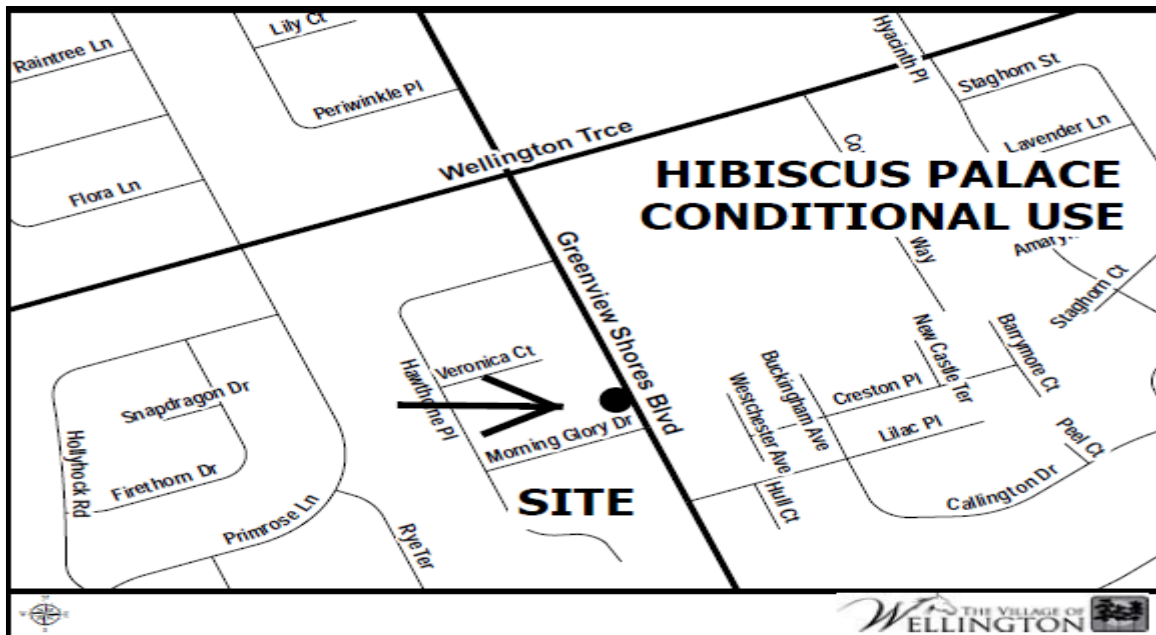 Raintree Ln
Lily Ct
Periwinkle Pl
Hyacinth Pl
Staghorn St
Lavender Ln
Wellington Trce
Flora Ln
HIBISCUS PALACE
CONDITIONAL USE
Way
Staghorn Ct
Greenview Shores Blvd
Veronica Ct
Hawthorne Pl
Snapdragon Dr
Hollyhock Rd
Firethorn Dr
Primrose Ln
Rye Ter
Morning Glory Dr
SITE
Westchester Ave
Buckingham Ave
Creston Pl
New Castle Ter
Barrymore Ct
Lilac Pl
Peel Ct
Hull Ct
Callington Dr
THE VILLAGE OF
WELLINGTON